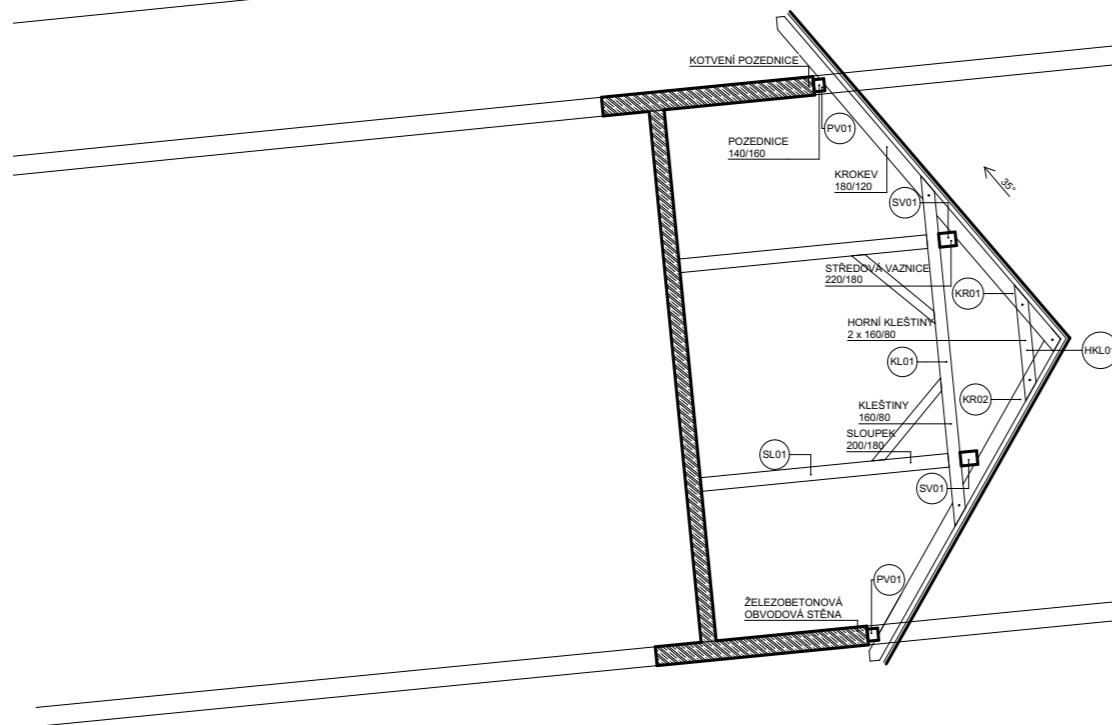 KOTVENÍ POZEDNICE
PV01
POZEDNICE
140/160
KROKEV
180/120
35°
SV01
STŘEDOVÁ VAZNICE
220/180
KR01
HORNÍ KLEŠTINY
2 x 160/80
KL01
HKL01
KR02
KLEŠTINY
160/80
SLOUPEK
200/180
SL01
SV01
PV01
ŽELEZOBETONOVÁ
OBVODOVÁ STĚNA